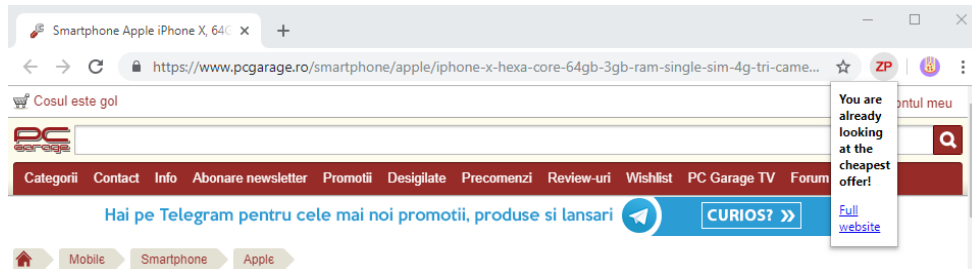 Smartphone Apple iPhone X, 64G
https://www.pcgarage.ro/smartphone/apple/iphone-x-hexa-core-64gb-3gb-ram-single-sim-4g-tri-came...
ZP
Cosul este gol
ontul meu
PC
garage
Categorii Contact Info Abonare newsletter Promotii Desigilate Precomenzi Review-uri Wishlist PC Garage TV Forum
You are
already
looking
at the
cheapest
offer!
Full
website
Hai pe Telegram pentru cele mai noi promotii, produse si lansari
CURIOS?
Mobile Smartphone Apple